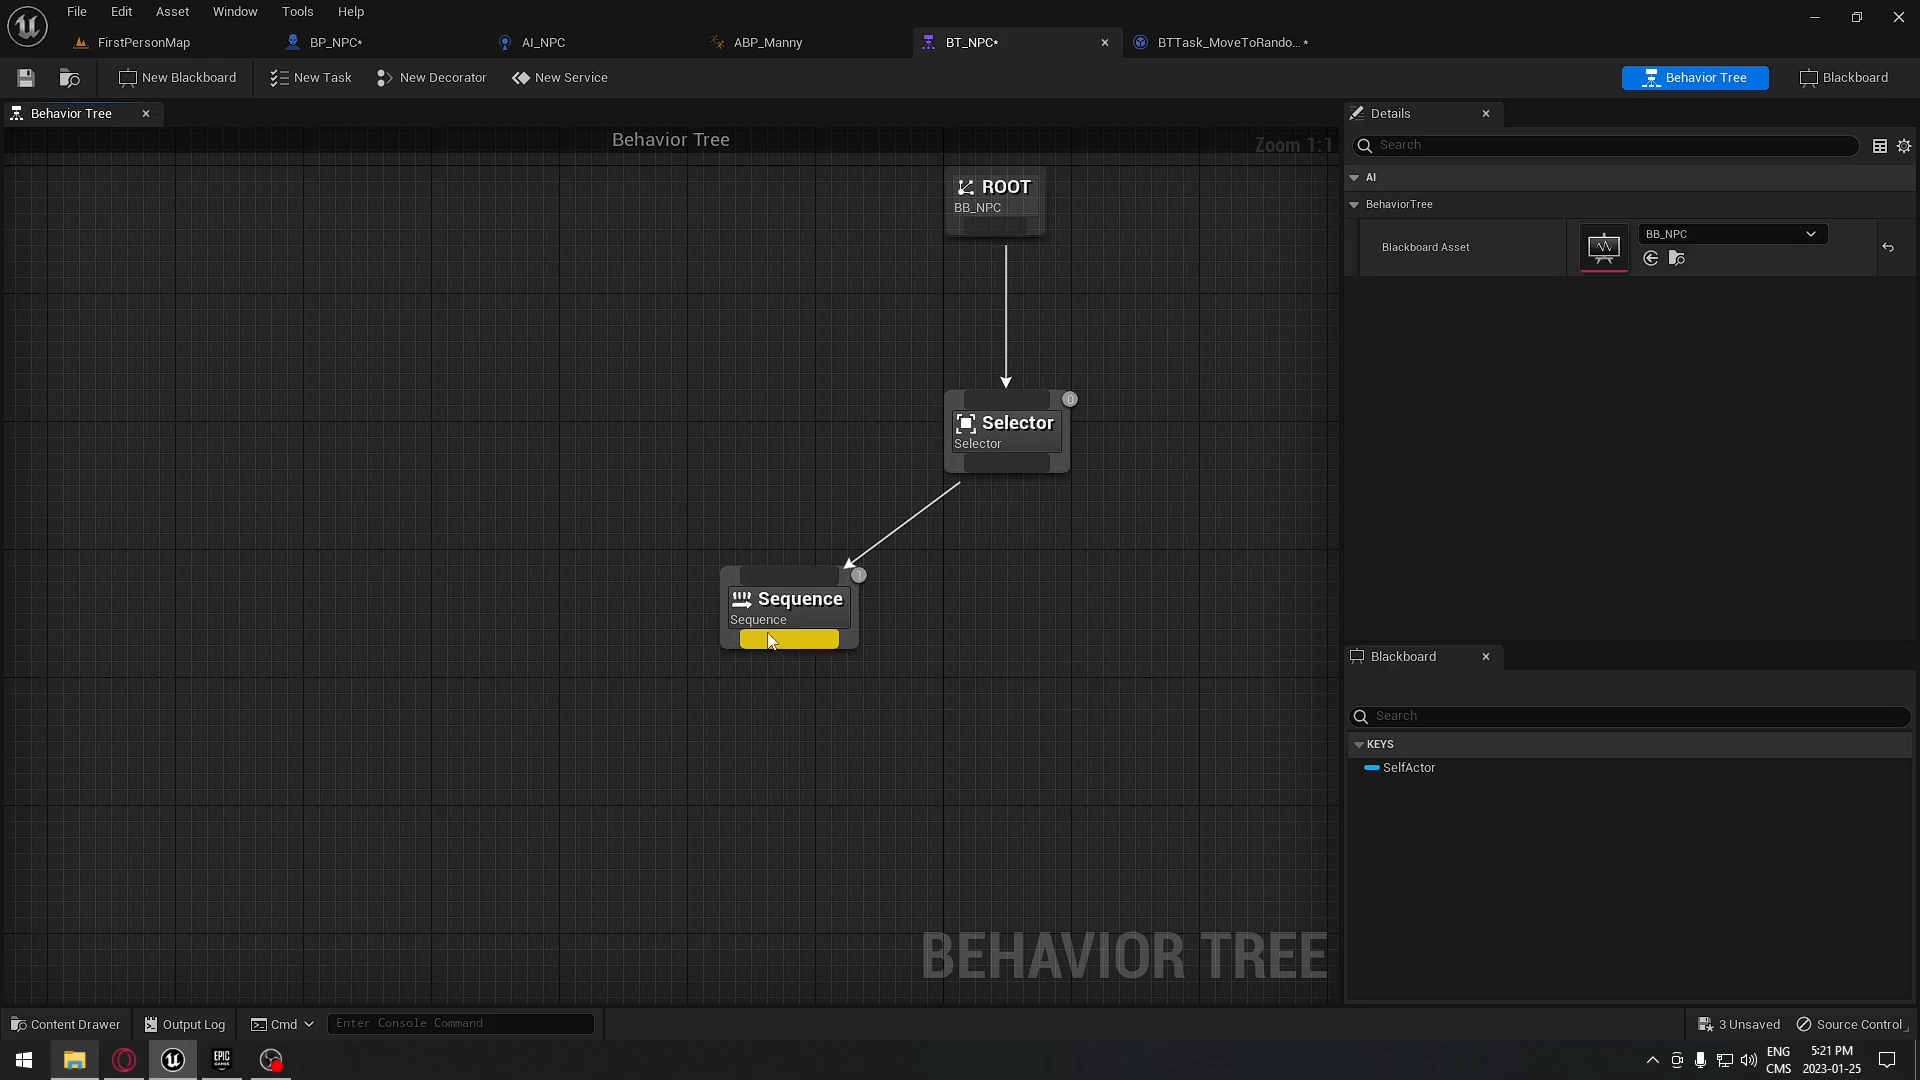 File Edit Asset Window Tools Help
FirstPersonMap BP_NPC* AI_NPC ABP_Manny BT_NPC* BTTask_MoveToRando... *
New Blackboard New Task New Decorator New Service Behavior Tree Blackboard
Behavior Tree
Behavior Tree
Zoom 1:1
ROOT
BB_NPC
Selector
Selector
0
Sequence
Sequence
1
BEHAVIOR TREE
Details
Search
AI
BehaviorTree
Blackboard Asset
BB_NPC
Blackboard
Search
KEYS
SelfActor
Content Drawer Output Log Cmd Enter Console Command 3 Unsaved Source Control
EPIC
GAMES
ENG 5:21 PM
CMS 2023-01-25